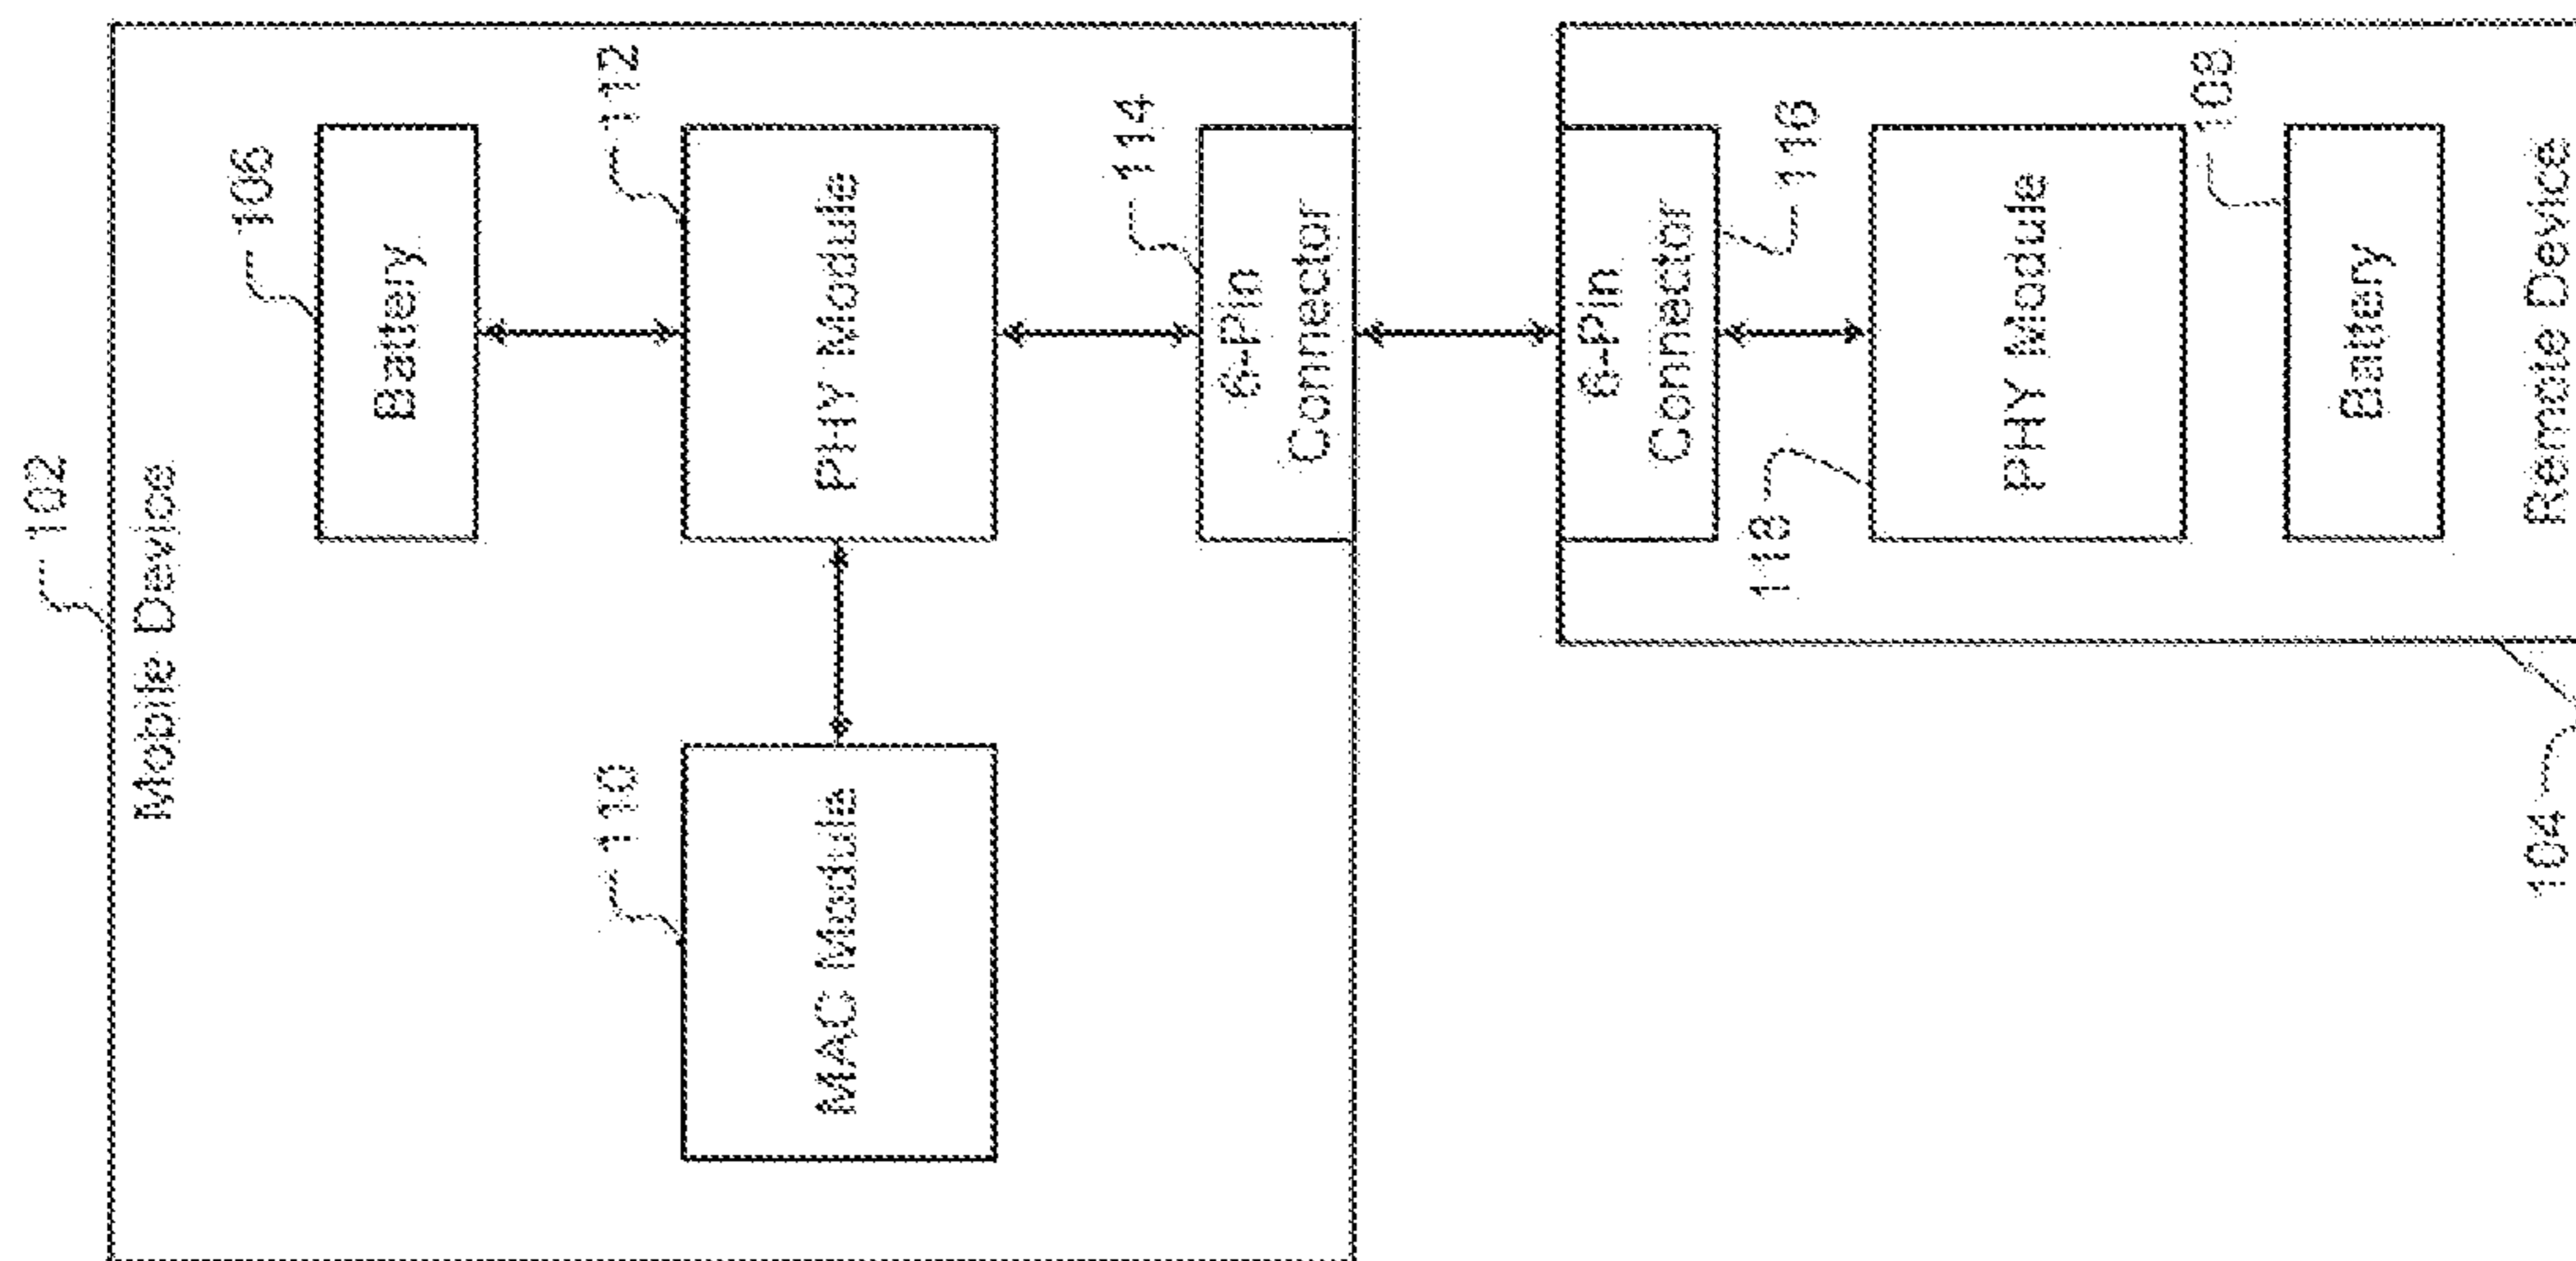 102
Mobile Device
106
Battery
110
112
MAC Module
PHY Module
114
6-Pin
Connector
6-Pin
Connector
116
118
PHY Module
108
Battery
104
Remote Device